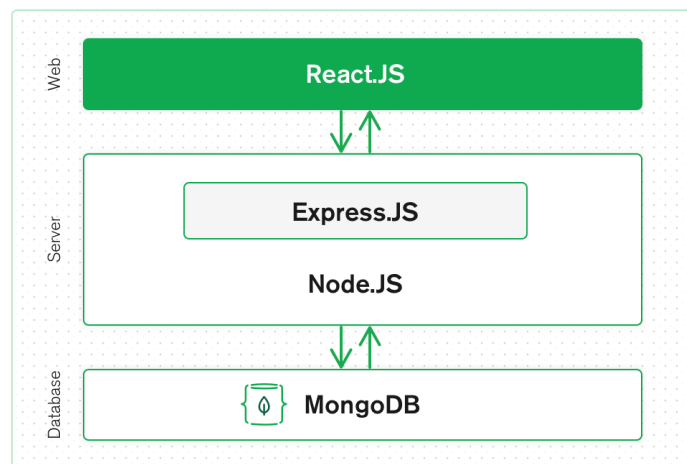 Web
React.JS
Server
Express.JS
Node.JS
Database
MongoDB